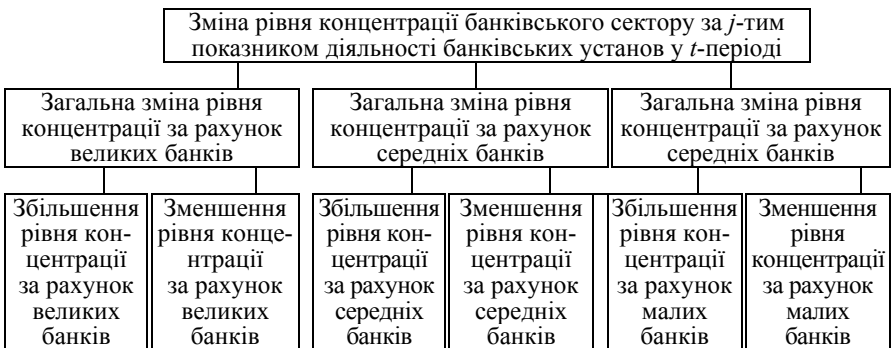 Зміна рівня концентрації банківського сектору за j-тим
показником діяльності банківських установ у t-періоді
Загальна зміна рівня
концентрації за рахунок
великих банків
Загальна зміна рівня
концентрації за рахунок
середніх банків
Загальна зміна рівня
концентрації за рахунок
середніх банків
Збільшення
рівня кон-
центрації
за рахунок
великих
банків
Зменшення
рівня конце-
нтрації
за рахунок
великих
банків
Збільшення
рівня кон-
центрації
за рахунок
середніх
банків
Зменшення
рівня кон-
центрації
за рахунок
середніх
банків
Збільшення
рівня кон-
центрації
за рахунок
малих
банків
Зменшення
рівня
концентрації
за рахунок
малих
банків